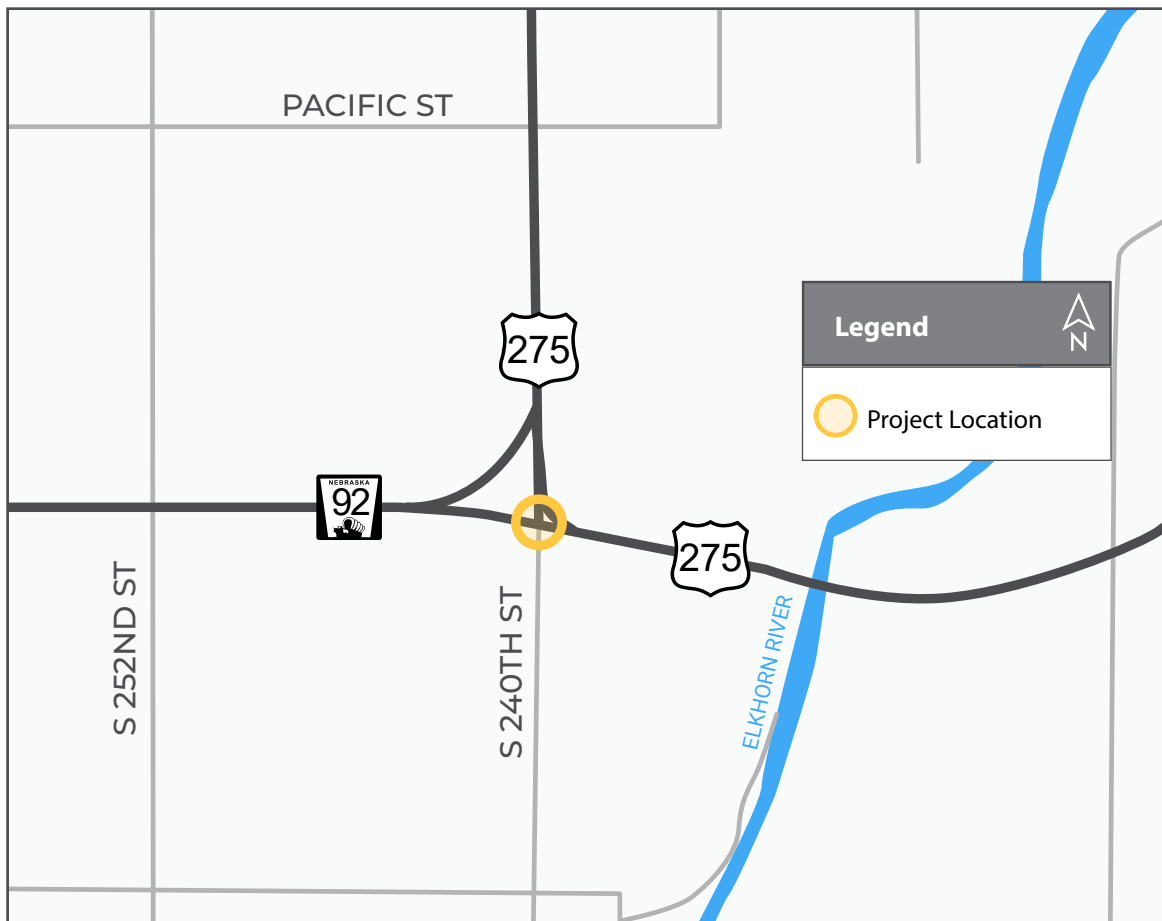 PACIFIC ST
275
Legend
N
Project Location
NEBRASKA
92
275
S 252ND ST
S 240TH ST
ELKHORN RIVER